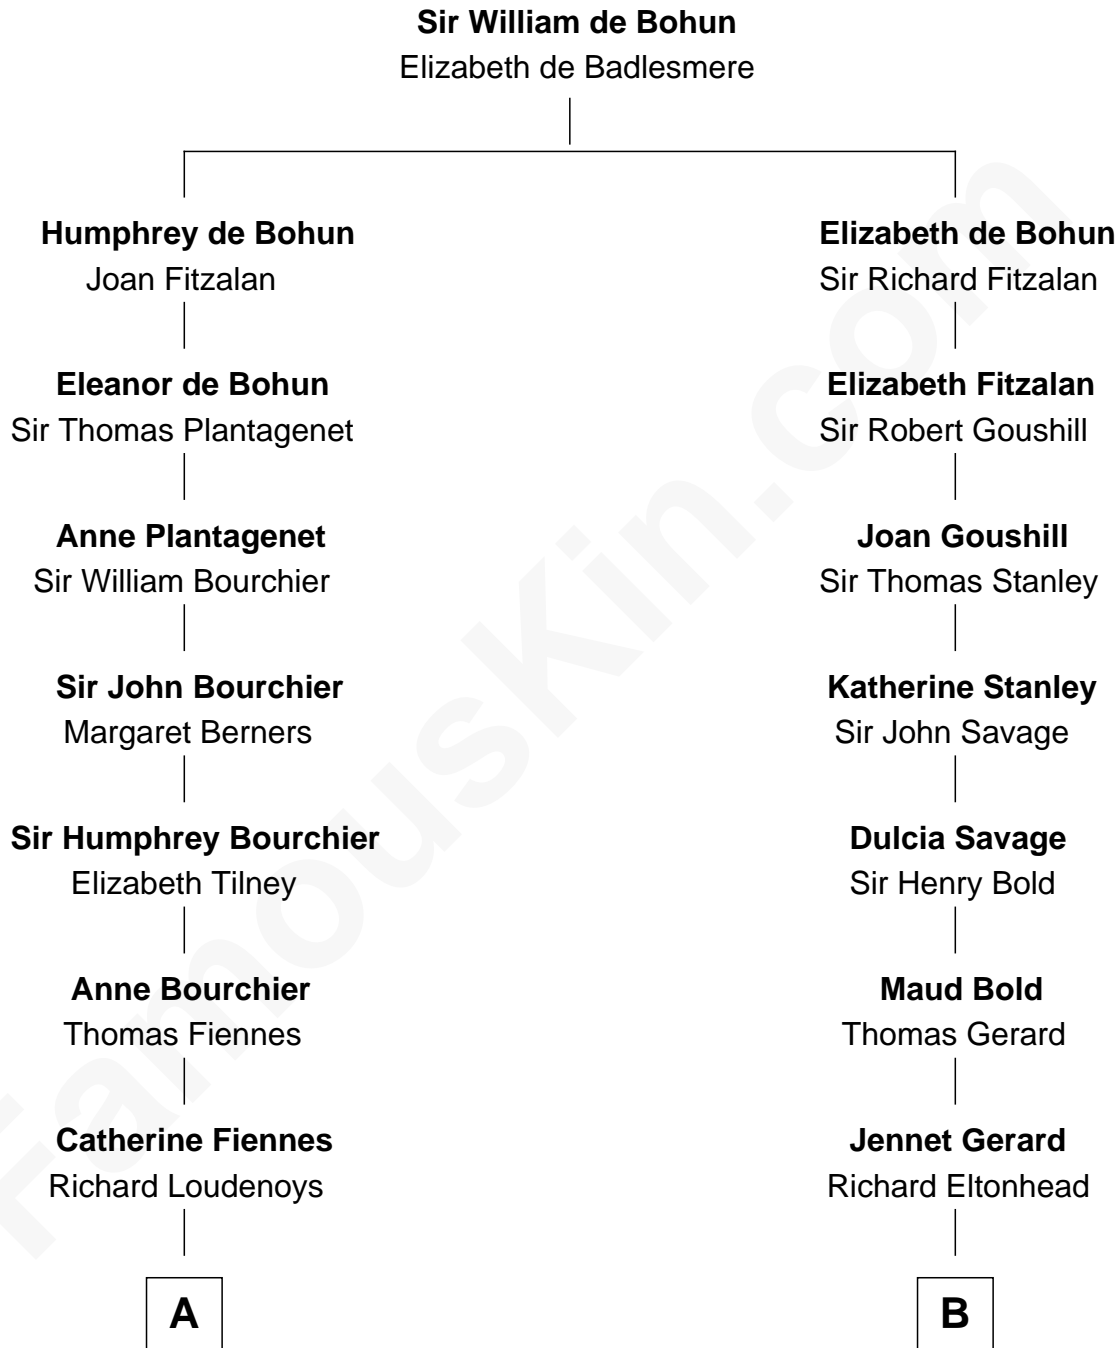 Sir William de Bohun
Elizabeth de Badlesmere
Humphrey de Bohun
Joan Fitzalan
Elizabeth de Bohun
Sir Richard Fitzalan
Eleanor de Bohun
Sir Thomas Plantagenet
Elizabeth Fitzalan
Sir Robert Goushill
Anne Plantagenet
Sir William Bourchier
Joan Goushill
Sir Thomas Stanley
Sir John Bourchier
Margaret Berners
Katherine Stanley
Sir John Savage
Sir Humphrey Bourchier
Elizabeth Tilney
Dulcia Savage
Sir Henry Bold
Anne Bourchier
Thomas Fiennes
Maud Bold
Thomas Gerard
Catherine Fiennes
Richard Loudenoys
Jennet Gerard
Richard Eltonhead
A
B
FamousKin.com